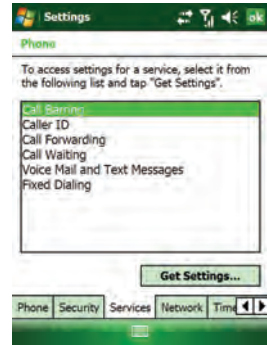 Settings
ok
Phone
To access settings for a service, select it from
the following list and tap "Get Settings".
Call Barring
Caller ID
Call Forwarding
Call Waiting
Voice Mail and Text Messages
Fixed Dialing
Get Settings...
Phone Security Services Network Time